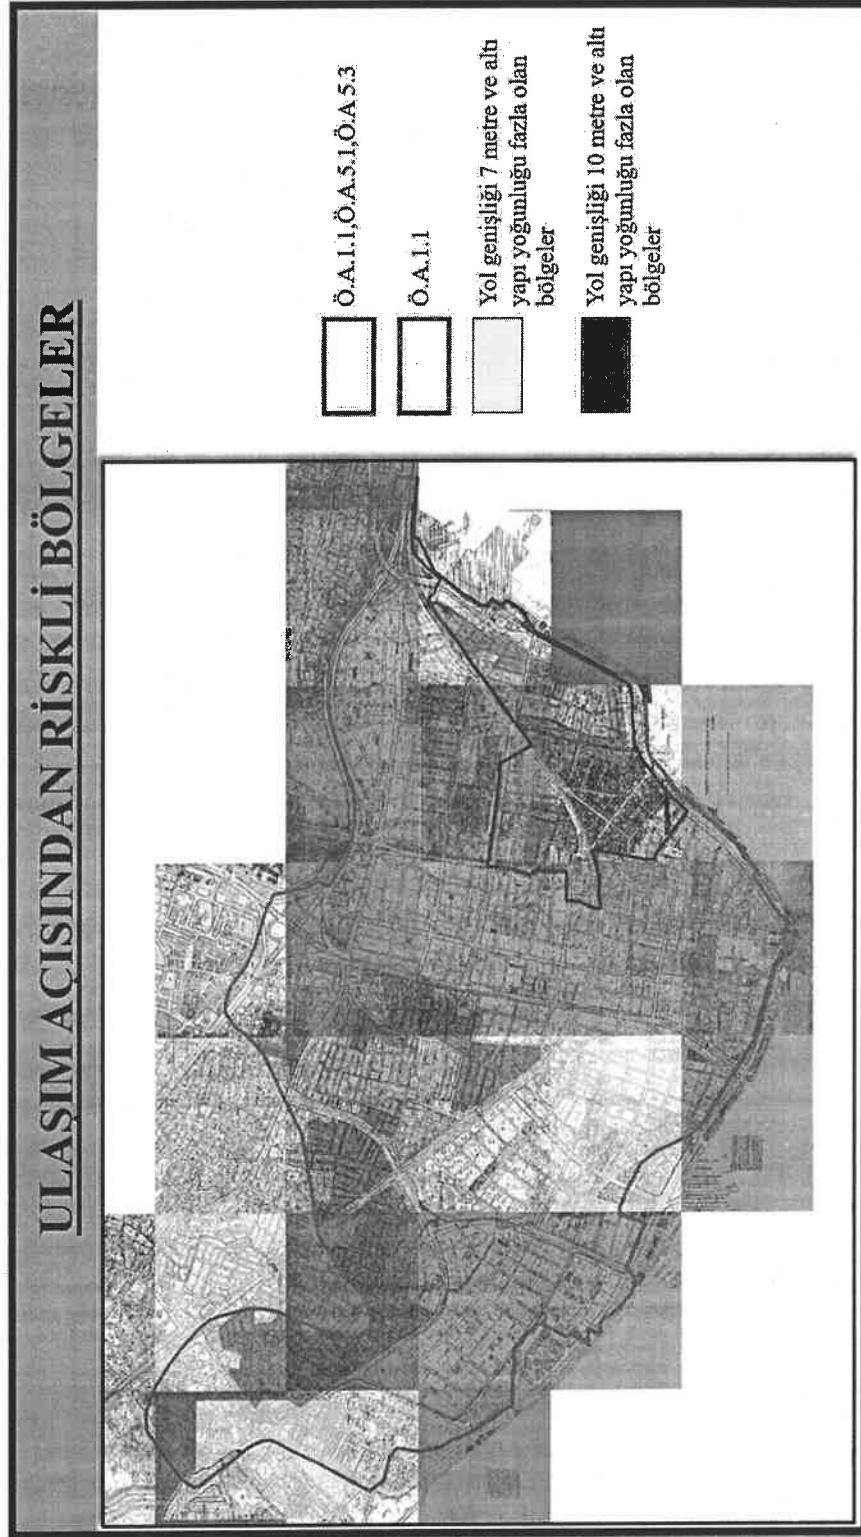 ULAŞIM AÇISINDAN RİSKLİ BÖLGELER
Ö.A.1.1,Ö.A.5.1,Ö.A 5.3
Ö.A.1.1
Yol genişliği 7 metre ve altı
yapı yoğunluğu fazla olan
bölgeler
Yol genişliği 10 metre ve altı
yapı yoğunluğu fazla olan
bölgeler